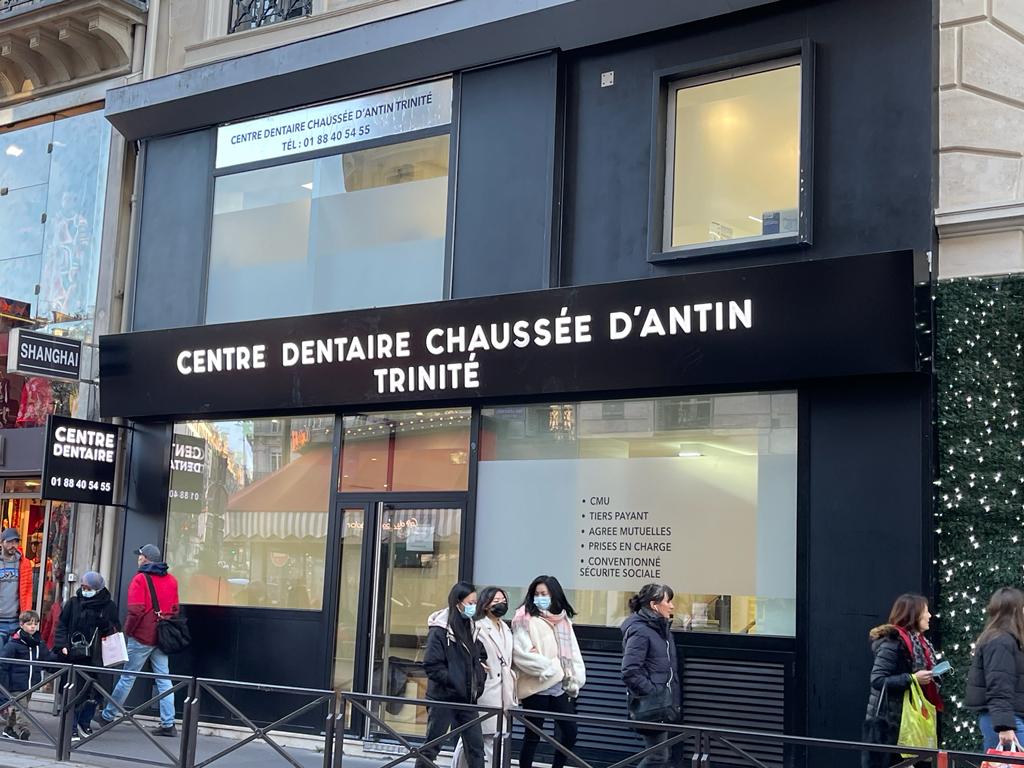 CENTRE DENTAIRE CHAUSSÉE D'ANTIN TRINITÉ
TÉL : 01 88 40 54 55
CENTRE DENTAIRE CHAUSSÉE D'ANTIN
TRINITÉ
SHANGHAI
CENTRE
DENTAIRE
01 88 40 54 55
• CMU
• TIERS PAYANT
• AGREE MUTUELLES
• PRISES EN CHARGE
• CONVENTIONNÉ
SÉCURITE SOCIALE